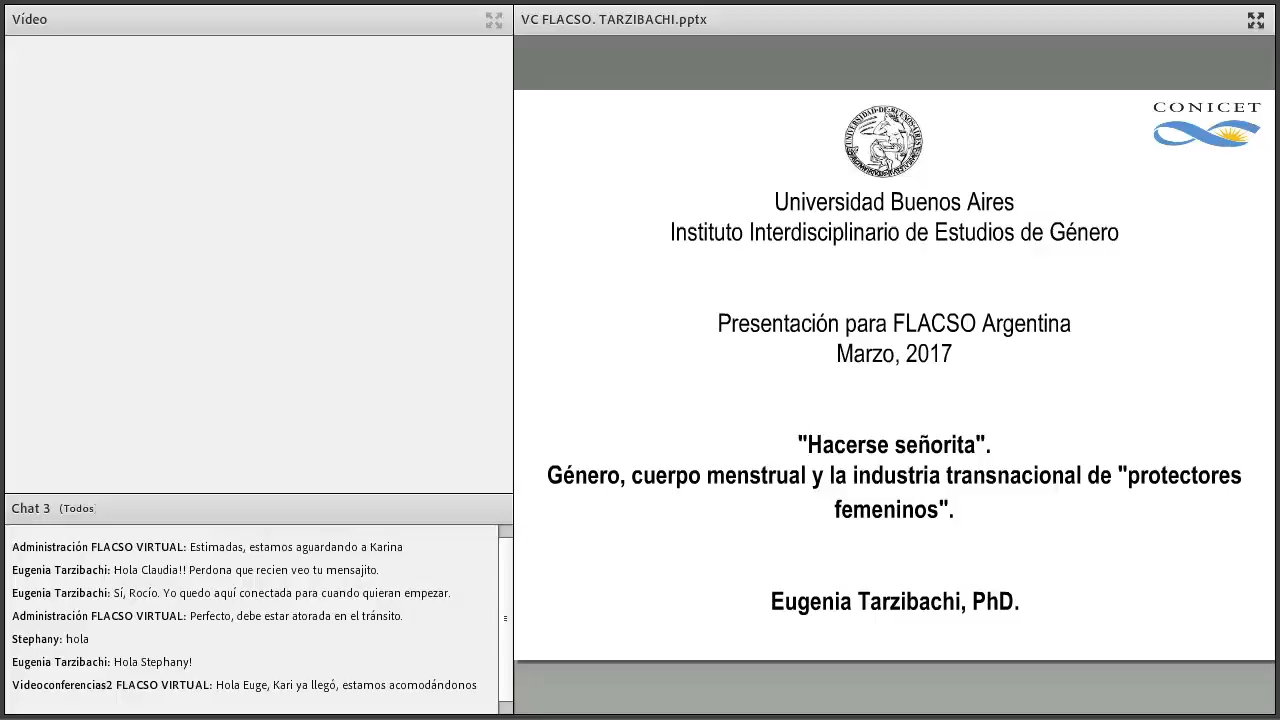 Vídeo
Chat 3 (Todos
Administración FLACSO VIRTUAL: Estimadas, estamos aguardando a Karina
Eugenia Tarzibachi: Hola Claudia!! Perdona que recien veo tu mensajito.
Eugenia Tarzibachi: Sí, Rocío. Yo quedo aquí conectada para cuando quieran empezar.
Administración FLACSO VIRTUAL: Perfecto, debe estar atorada en el tránsito.
Stephany: hola
Eugenia Tarzibachi: Hola Stephany!
Videoconferencias2 FLACSO VIRTUAL: Hola Euge, Kari ya llegó, estamos acomodándonos
VC FLACSO. TARZIBACHI.pptx
CONICET
Universidad Buenos Aires
Instituto Interdisciplinario de Estudios de Género
Presentación para FLACSO Argentina
Marzo, 2017
"Hacerse señorita".
Género, cuerpo menstrual y la industria transnacional de "protectores
femeninos".
Eugenia Tarzibachi, PhD.